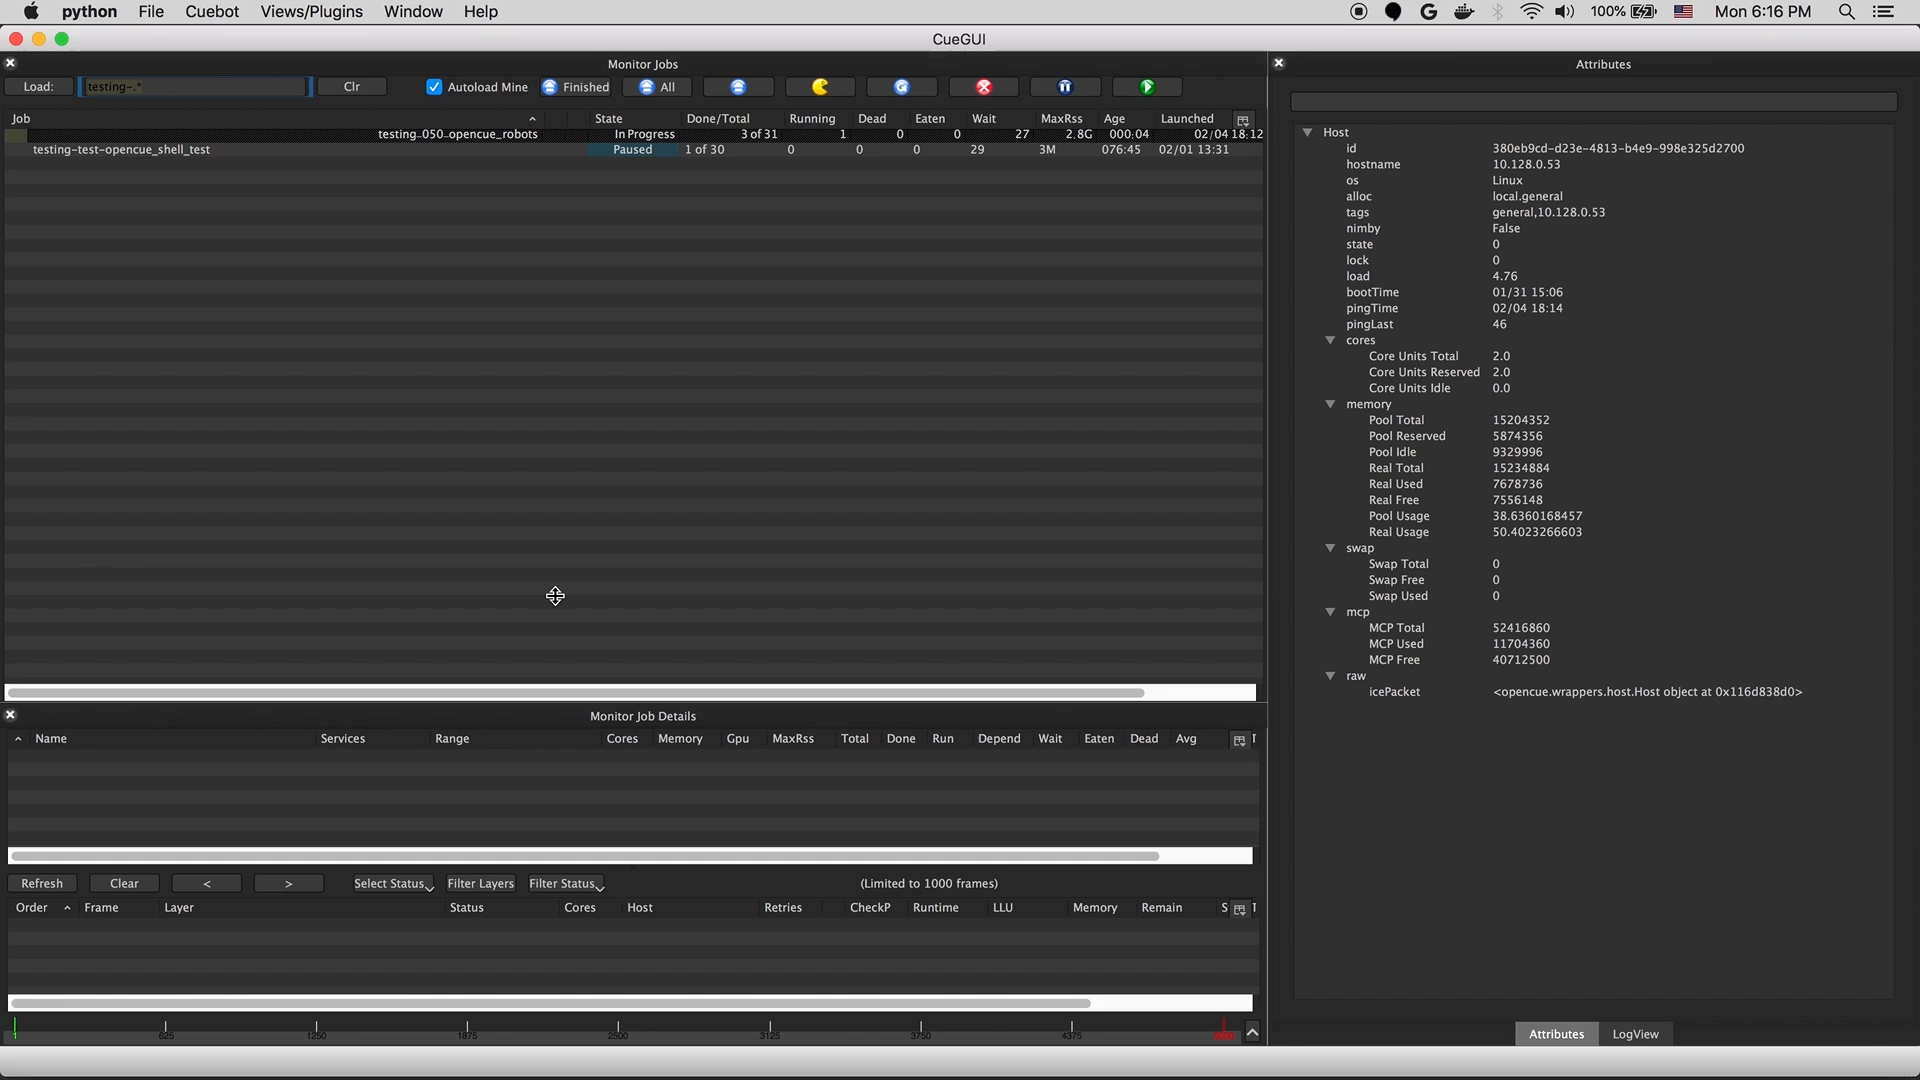 python File Cuebot Views/Plugins Window Help 100% Mon 6:16 PM
CueGUI
Monitor Jobs
Load: testing-.* Clr Autoload Mine Finished All
Job State Done/Total Running Dead Eaten Wait MaxRss Age Launched
testing-050-opencue_robots In Progress 3 of 31 1 0 0 27 2.8G 000:04 02/04 18:12
testing-test-opencue_shell_test Paused 1 of 30 0 0 0 29 3M 076:45 02/01 13:31
Monitor Job Details
Name Services Range Cores Memory Gpu MaxRss Total Done Run Depend Wait Eaten Dead Avg T
Refresh Clear < > Select Status Filter Layers Filter Status (Limited to 1000 frames)
Order Frame Layer Status Cores Host Retries CheckP Runtime LLU Memory Remain S T
1 625 1250 1875 2500 3125 3750 4375 5000
Attributes
Host
id 380eb9cd-d23e-4813-b4e9-998e325d2700
hostname 10.128.0.53
os Linux
alloc local.general
tags general,10.128.0.53
nimby False
state 0
lock 0
load 4.76
bootTime 01/31 15:06
pingTime 02/04 18:14
pingLast 46
cores
Core Units Total 2.0
Core Units Reserved 2.0
Core Units Idle 0.0
memory
Pool Total 15204352
Pool Reserved 5874356
Pool Idle 9329996
Real Total 15234884
Real Used 7678736
Real Free 7556148
Pool Usage 38.6360168457
Real Usage 50.4023266603
swap
Swap Total 0
Swap Free 0
Swap Used 0
mcp
MCP Total 52416860
MCP Used 11704360
MCP Free 40712500
raw
icePacket <opencue.wrappers.host.Host object at 0x116d838d0>
Attributes LogView